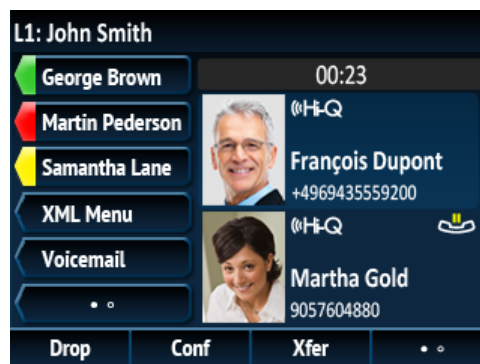 L1: John Smith
George Brown
Martin Pederson
Samantha Lane
XML Menu
Voicemail
00:23
Hi-Q
François Dupont
+4969435559200
Hi-Q
Martha Gold
9057604880
Drop Conf Xfer